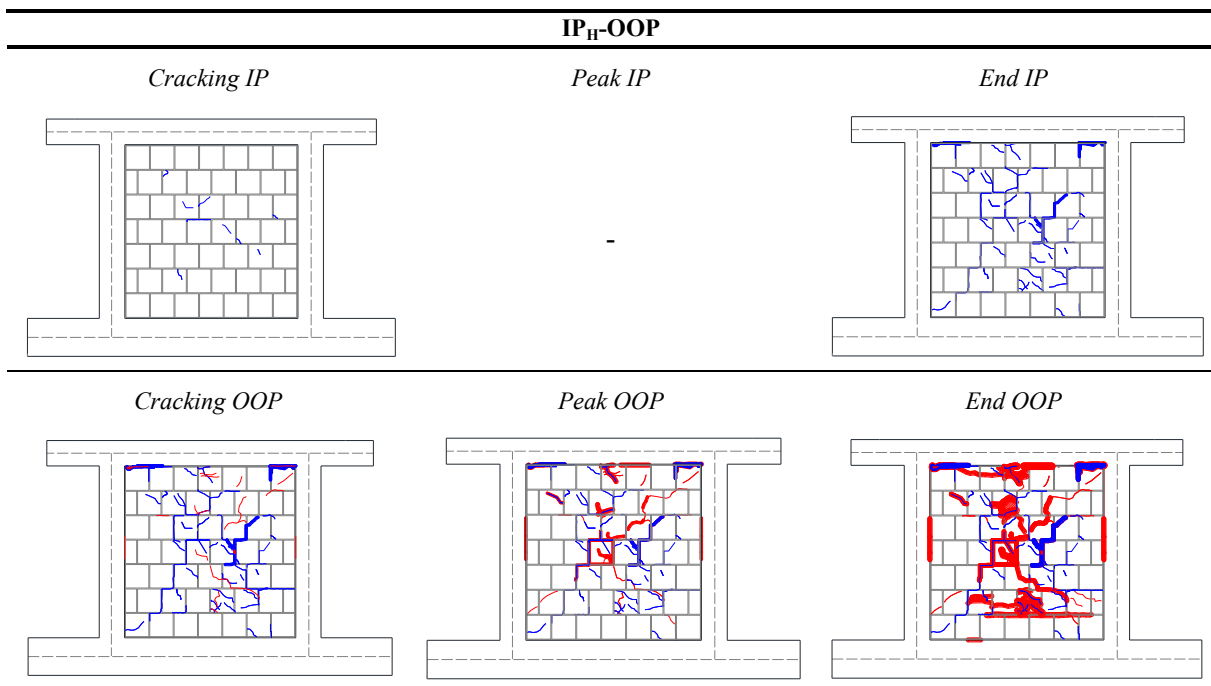 IPH-OOP
Cracking IP Peak IP End IP
-
Cracking OOP Peak OOP End OOP